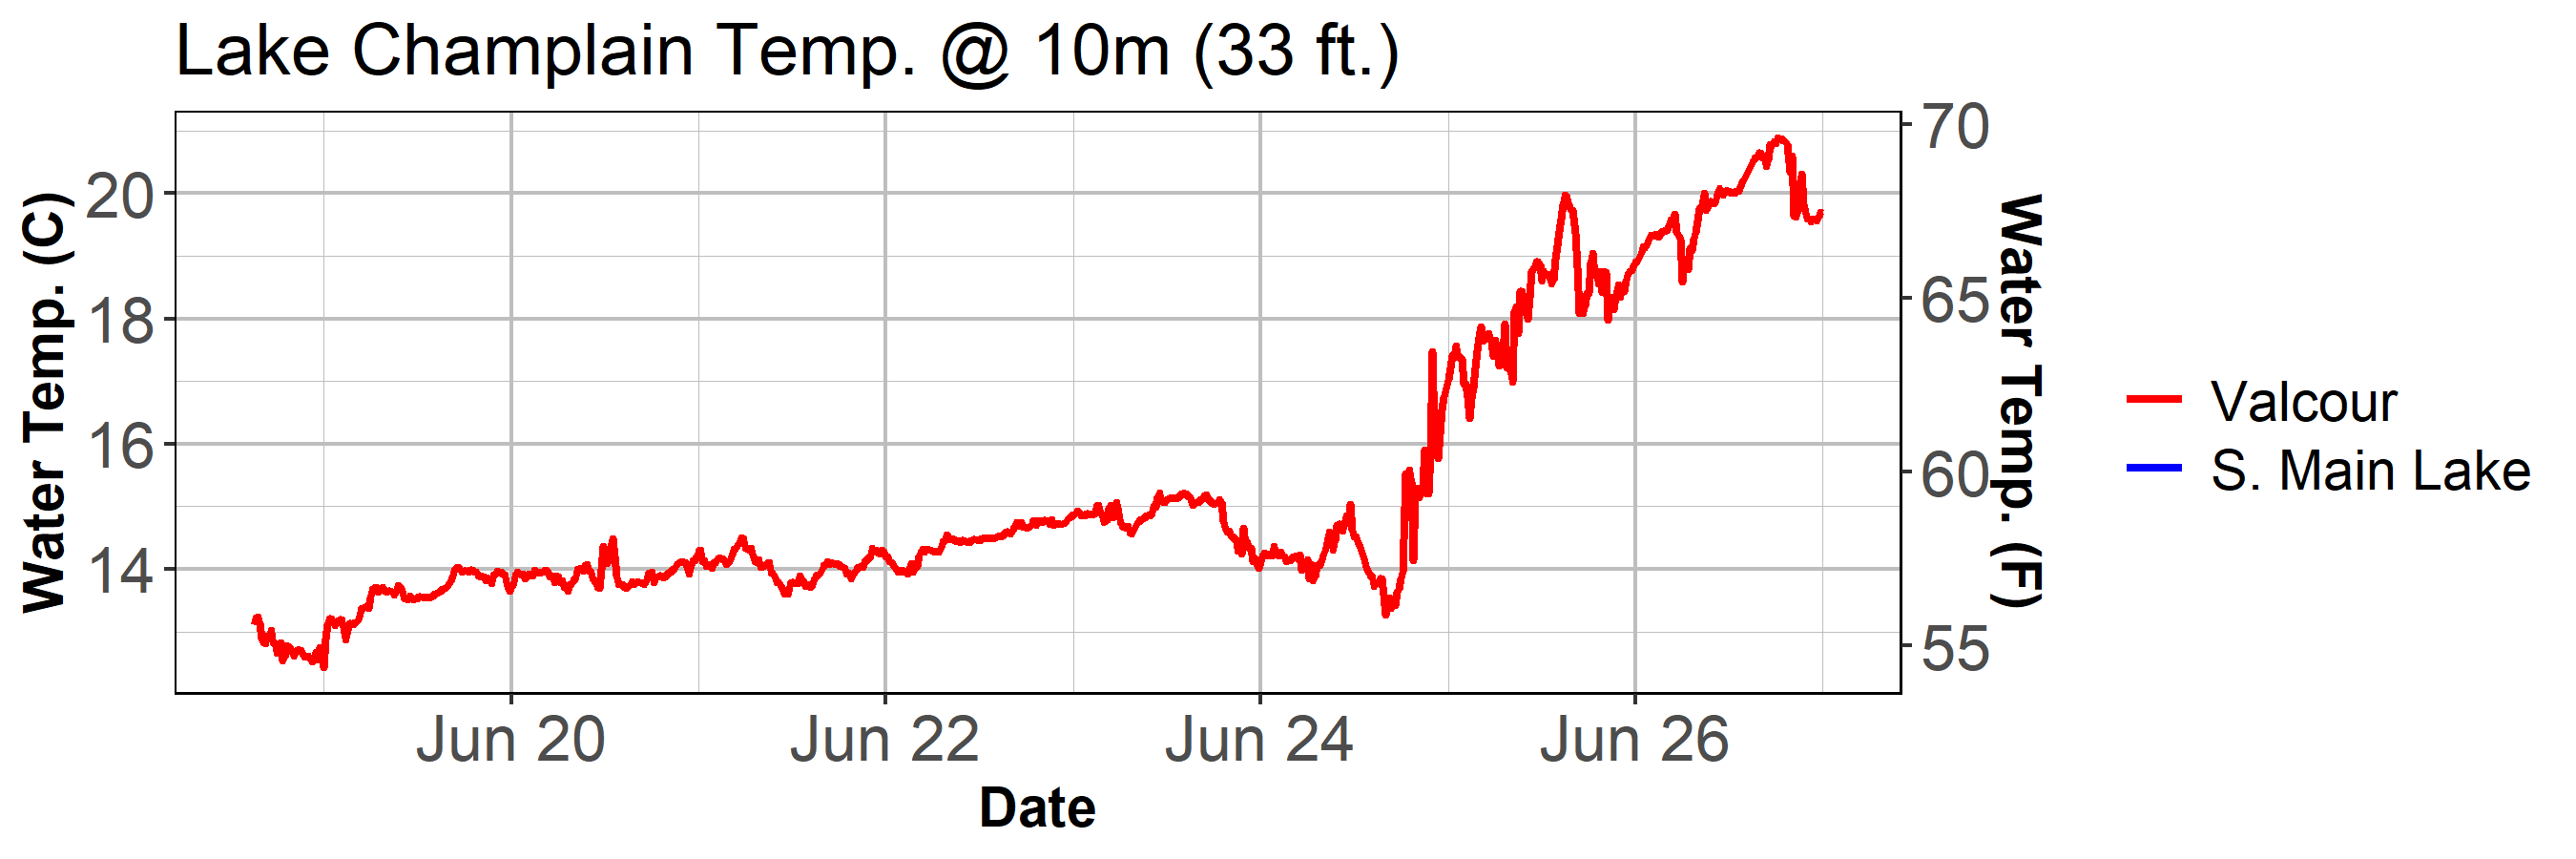 Lake Champlain Temp. @ 10m (33 ft.)
Water Temp. (C)
20
18
16
14
70
65
60
55
Water Temp. (F)
Jun 20
Jun 22
Jun 24
Jun 26
Date
Valcour
S. Main Lake